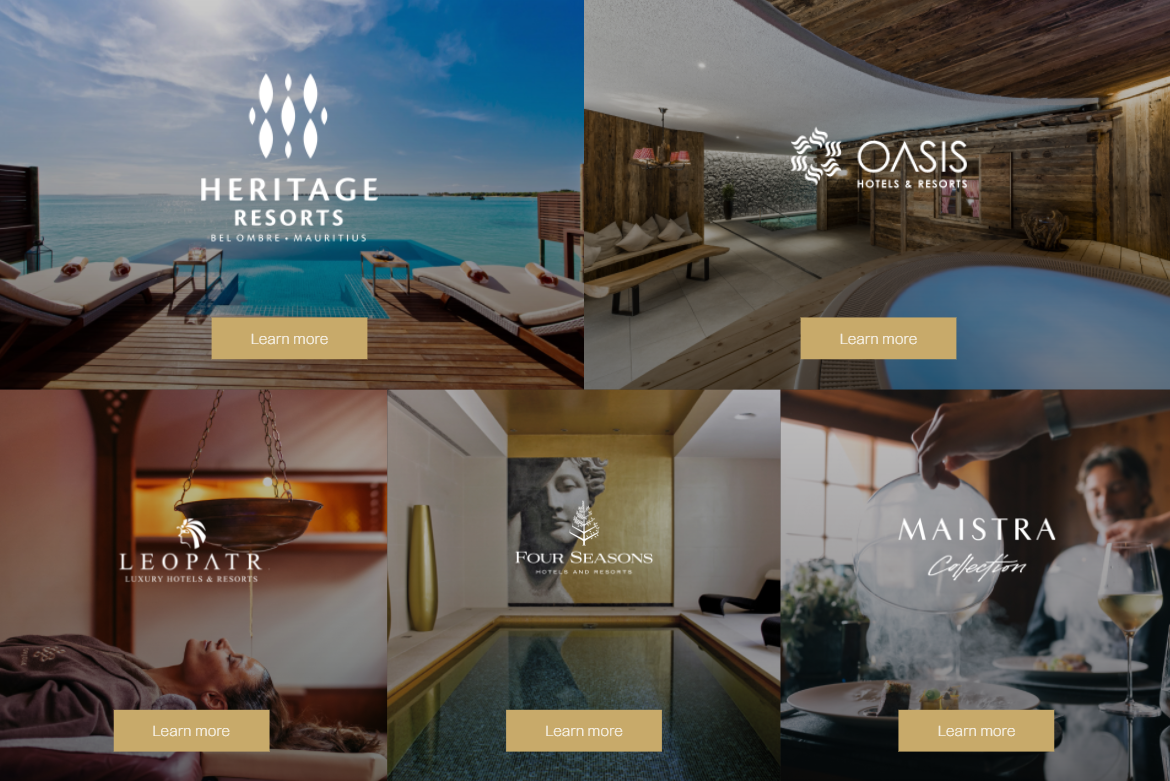 HERITAGE
RESORTS
BEL OMBRE • MAURITIUS
Learn more
OASIS
HOTELS & RESORTS
Learn more
LEOPATR
LUXURY HOTELS & RESORTS
Learn more
FOUR SEASONS
HOTELS AND RESORTS
Learn more
MAISTRA
Collection
Learn more